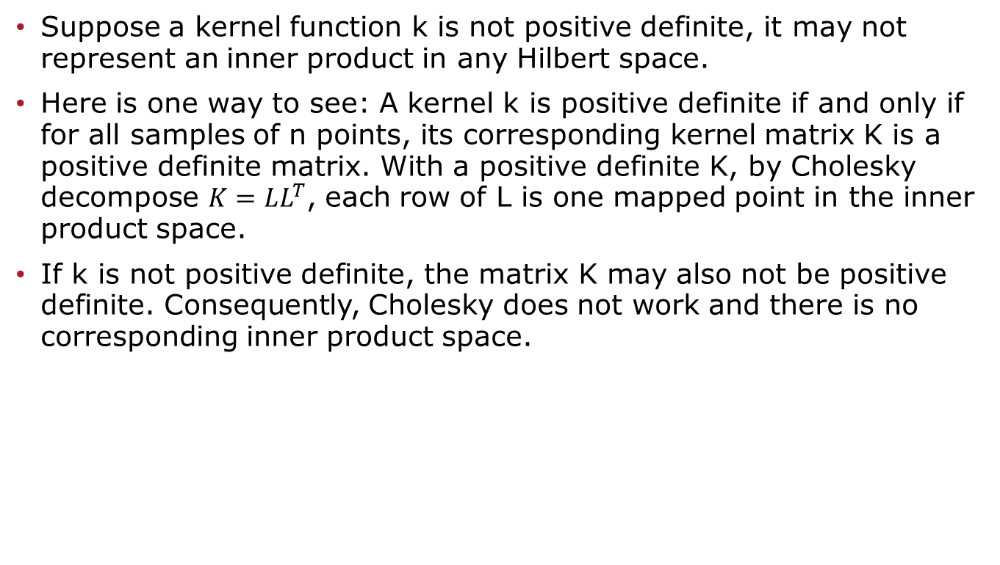 • Suppose a kernel function k is not positive definite, it may not
represent an inner product in any Hilbert space.
• Here is one way to see: A kernel k is positive definite if and only if
for all samples of n points, its corresponding kernel matrix K is a
positive definite matrix. With a positive definite K, by Cholesky
decompose 𝐾 = 𝐿𝐿ᵀ, each row of L is one mapped point in the inner
product space.
• If k is not positive definite, the matrix K may also not be positive
definite. Consequently, Cholesky does not work and there is no
corresponding inner product space.